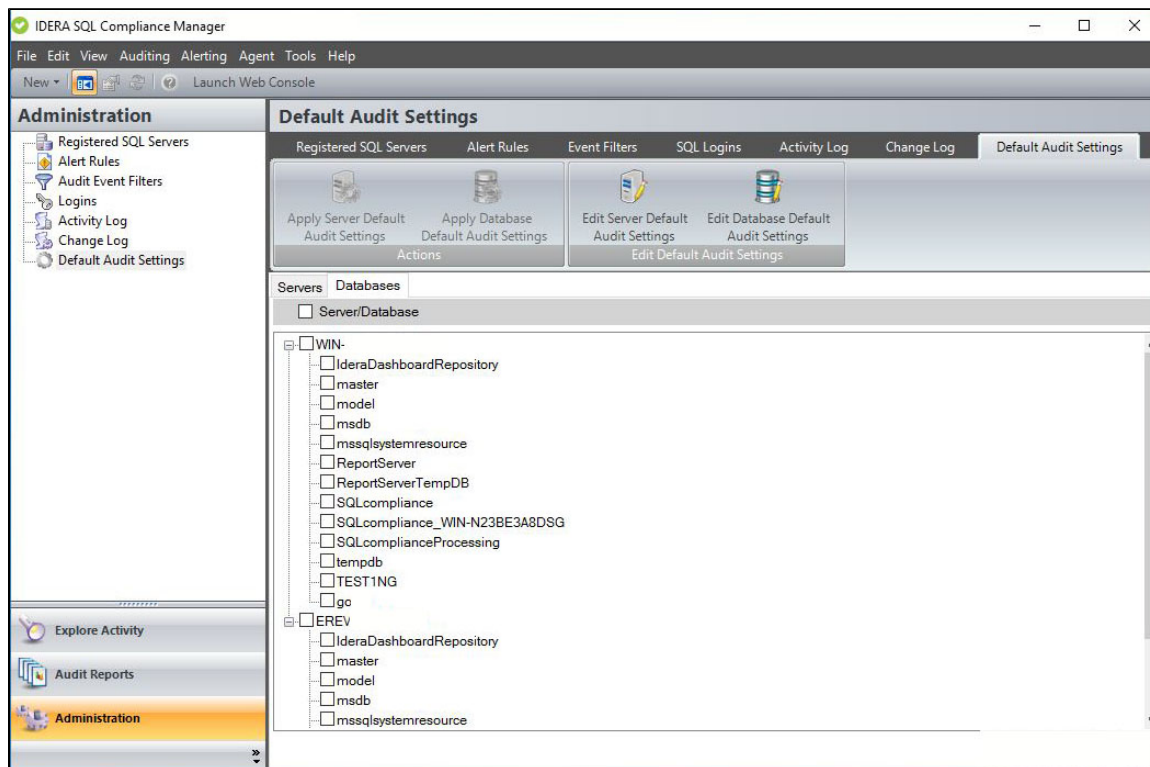 IDERA SQL Compliance Manager
File Edit View Auditing Alerting Agent Tools Help
New Launch Web Console
Administration
Registered SQL Servers
Alert Rules
Audit Event Filters
Logins
Activity Log
Change Log
Default Audit Settings
Explore Activity
Audit Reports
Administration
Default Audit Settings
Registered SQL Servers Alert Rules Event Filters SQL Logins Activity Log Change Log Default Audit Settings
Apply Server Default
Audit Settings
Apply Database
Default Audit Settings
Actions
Edit Server Default
Audit Settings
Edit Database Default
Audit Settings
Edit Default Audit Settings
Servers Databases
Server/Database
WIN-
IderaDashboardRepository
master
model
msdb
mssqlsystemresource
ReportServer
ReportServerTempDB
SQLcompliance
SQLcompliance_WIN-N23BE3A8DSG
SQLcomplianceProcessing
tempdb
TEST1NG
go
EREV
IderaDashboardRepository
master
model
msdb
mssqlsystemresource